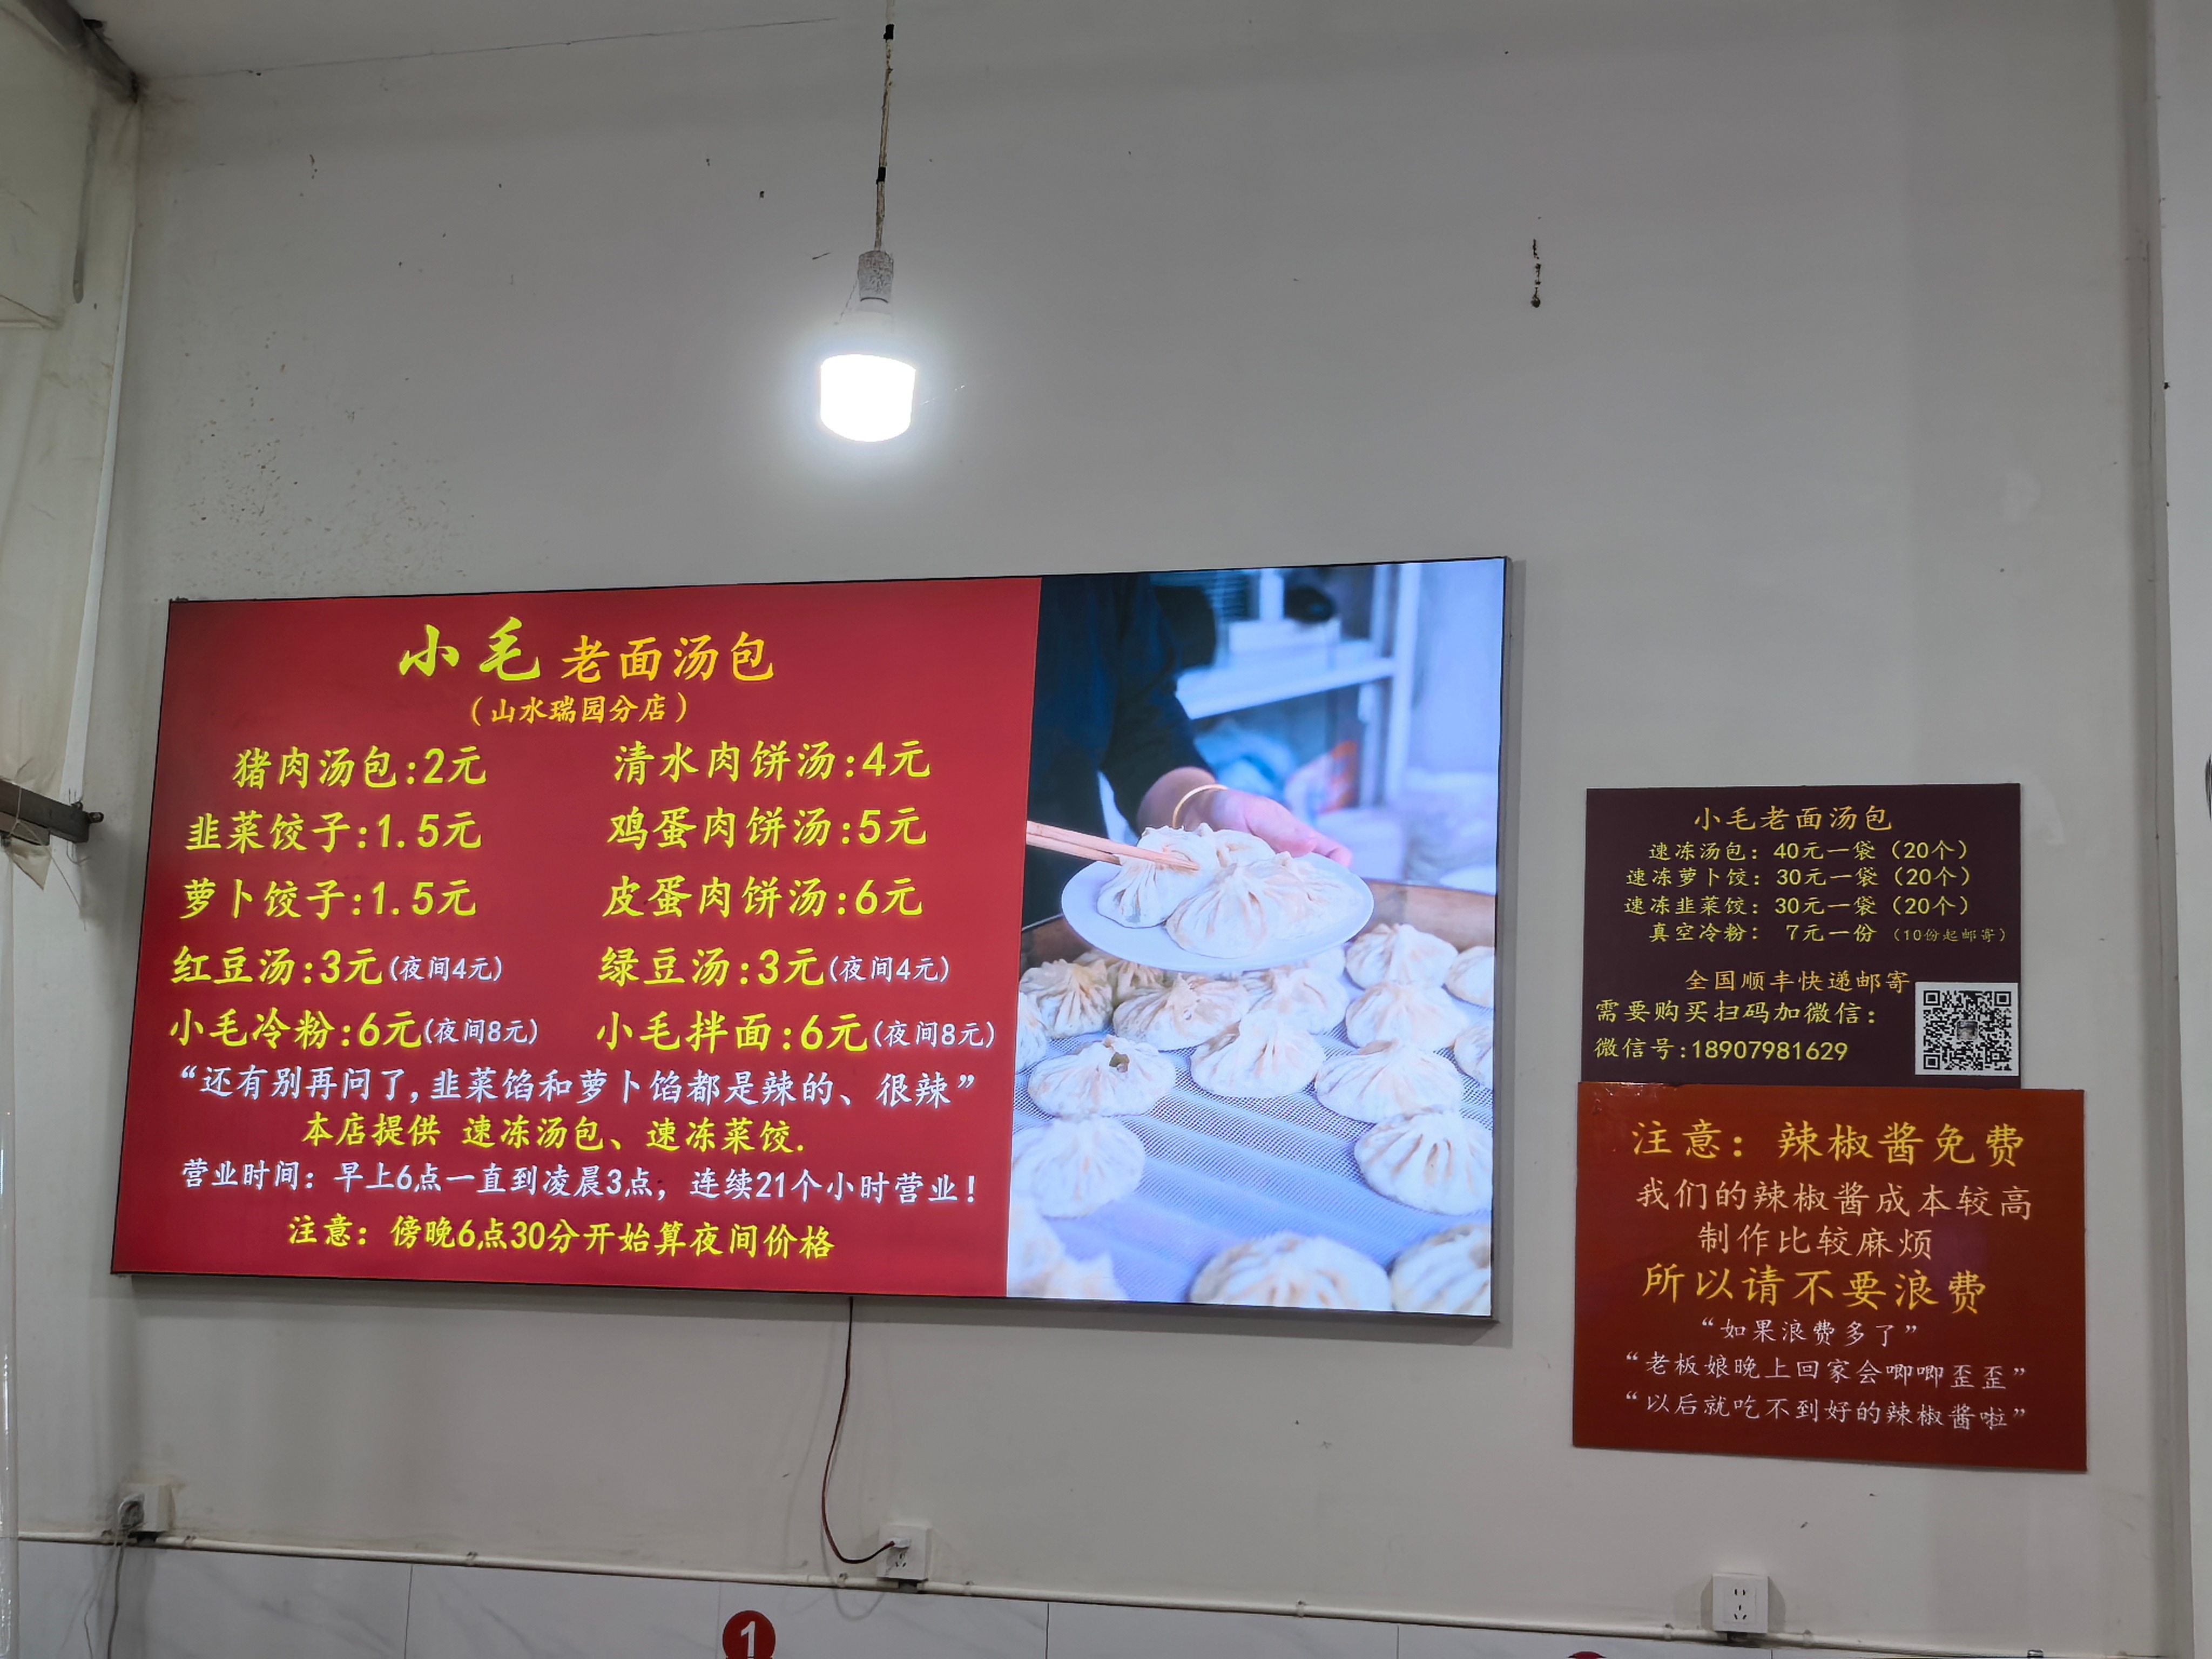 小毛 老面汤包
（山水瑞园分店）
猪肉汤包:2元
清水肉饼汤:4元
韭菜饺子:1.5元
鸡蛋肉饼汤:5元
萝卜饺子:1.5元
皮蛋肉饼汤:6元
红豆汤:3元(夜间4元)
绿豆汤:3元(夜间4元)
小毛冷粉:6元(夜间8元)
小毛拌面:6元(夜间8元)
“还有别再问了,韭菜馅和萝卜馅都是辣的、很辣”
本店提供 速冻汤包、速冻菜饺.
营业时间：早上6点一直到凌晨3点，连续21个小时营业！
注意：傍晚6点30分开始算夜间价格
小毛老面汤包
速冻汤包：40元一袋（20个）
速冻萝卜饺：30元一袋（20个）
速冻韭菜饺：30元一袋（20个）
真空冷粉： 7元一份 （10份起邮寄）
全国顺丰快递邮寄
需要购买扫码加微信：
微信号:18907981629
注意：辣椒酱免费
我们的辣椒酱成本较高
制作比较麻烦
所以请不要浪费
“如果浪费多了”
“老板娘晚上回家会唧唧歪歪”
“以后就吃不到好的辣椒酱啦”
1